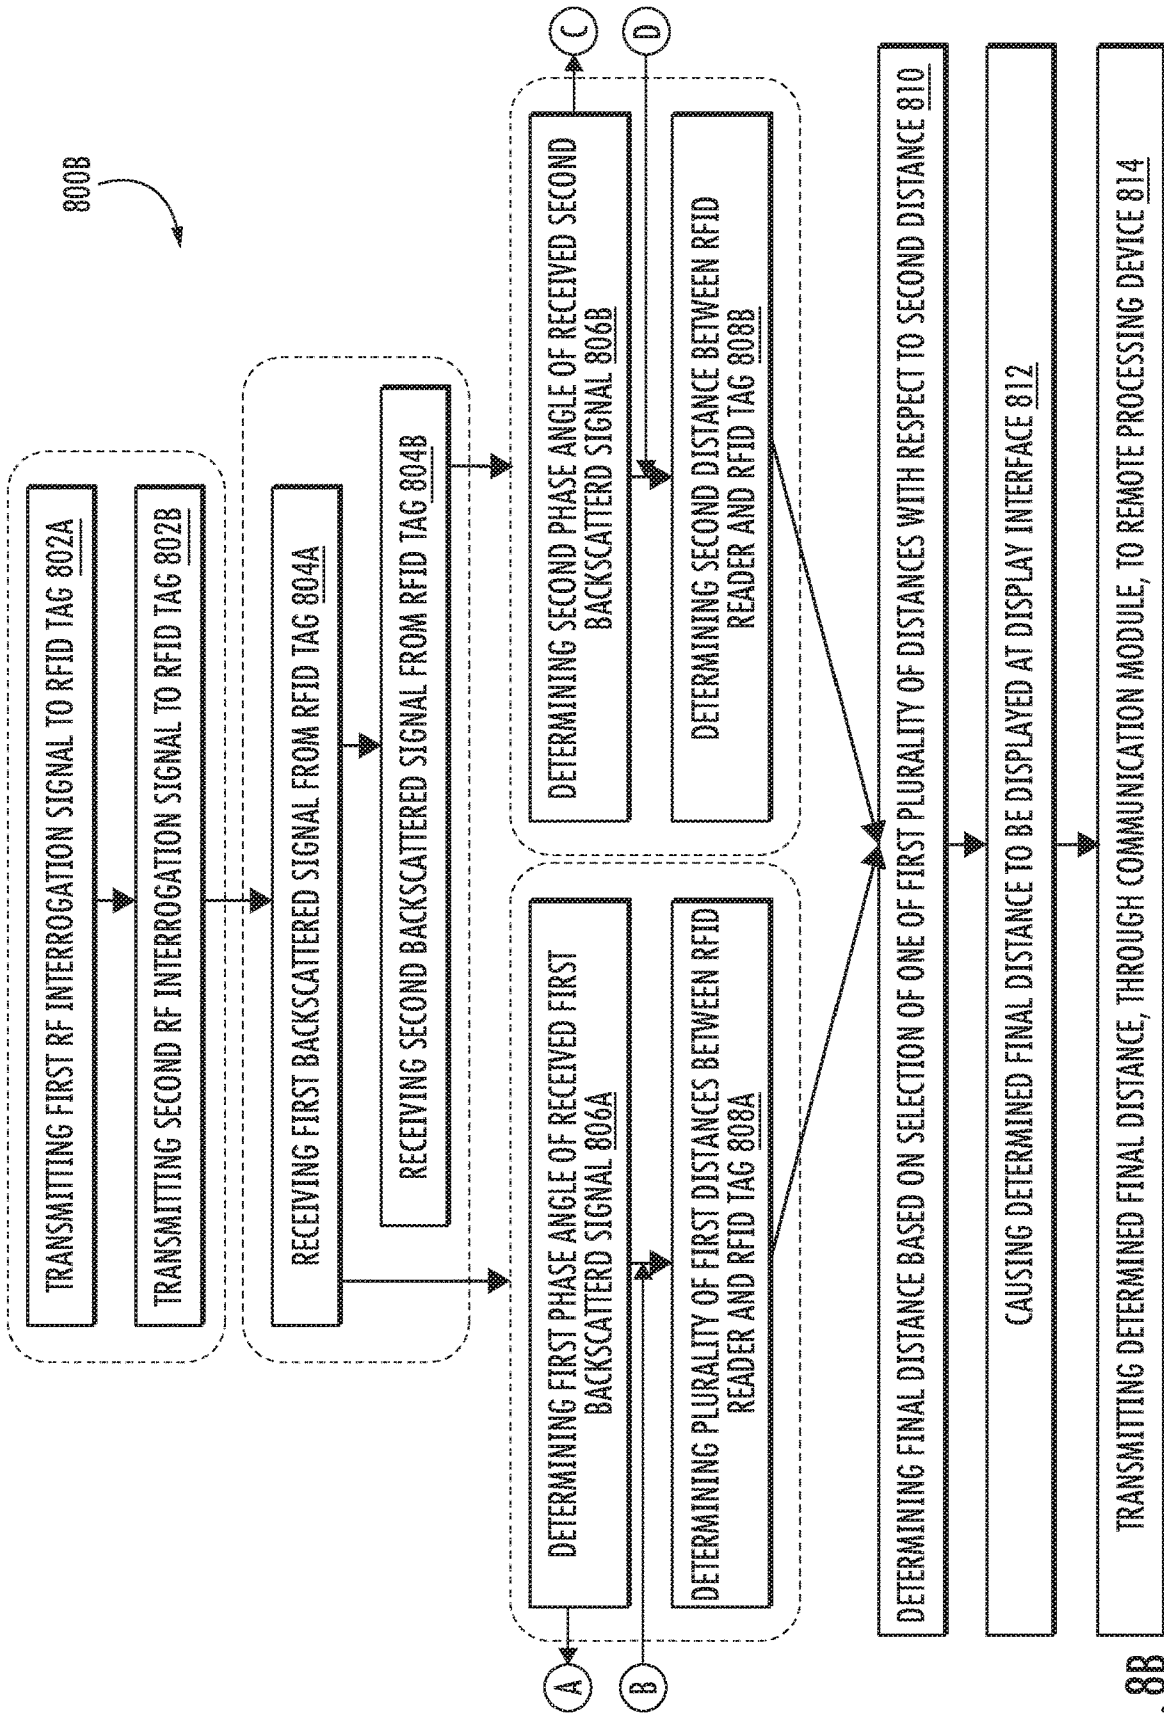 800B
TRANSMITTING FIRST RF INTERROGATION SIGNAL TO RFID TAG 802A
TRANSMITTING SECOND RF INTERROGATION SIGNAL TO RFID TAG 802B
RECEIVING FIRST BACKSCATTERED SIGNAL FROM RFID TAG 804A
RECEIVING SECOND BACKSCATTERED SIGNAL FROM RFID TAG 804B
A
DETERMINING FIRST PHASE ANGLE OF RECEIVED FIRST
BACKSCATTERD SIGNAL 806A
DETERMINING SECOND PHASE ANGLE OF RECEIVED SECOND
BACKSCATTERD SIGNAL 806B
C
B
D
DETERMINING PLURALITY OF FIRST DISTANCES BETWEEN RFID
READER AND RFID TAG 808A
DETERMINING SECOND DISTANCE BETWEEN RFID
READER AND RFID TAG 808B
DETERMINING FINAL DISTANCE BASED ON SELECTION OF ONE OF FIRST PLURALITY OF DISTANCES WITH RESPECT TO SECOND DISTANCE 810
CAUSING DETERMINED FINAL DISTANCE TO BE DISPLAYED AT DISPLAY INTERFACE 812
TRANSMITTING DETERMINED FINAL DISTANCE, THROUGH COMMUNICATION MODULE, TO REMOTE PROCESSING DEVICE 814
8B